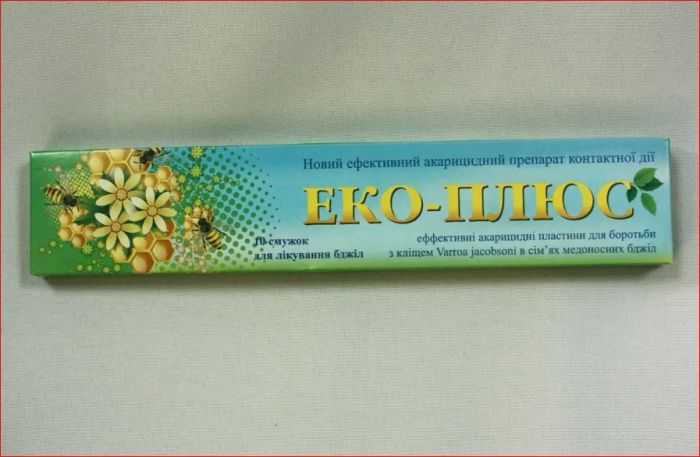 Новий ефективний акарицидний препарат контактної дії
ЕКО-ПЛЮС
10 смужок
для лікування бджіл
еффективні акарицидні пластини для боротьби
з кліщем Varroa jacobsoni в сім'ях медоносних бджіл